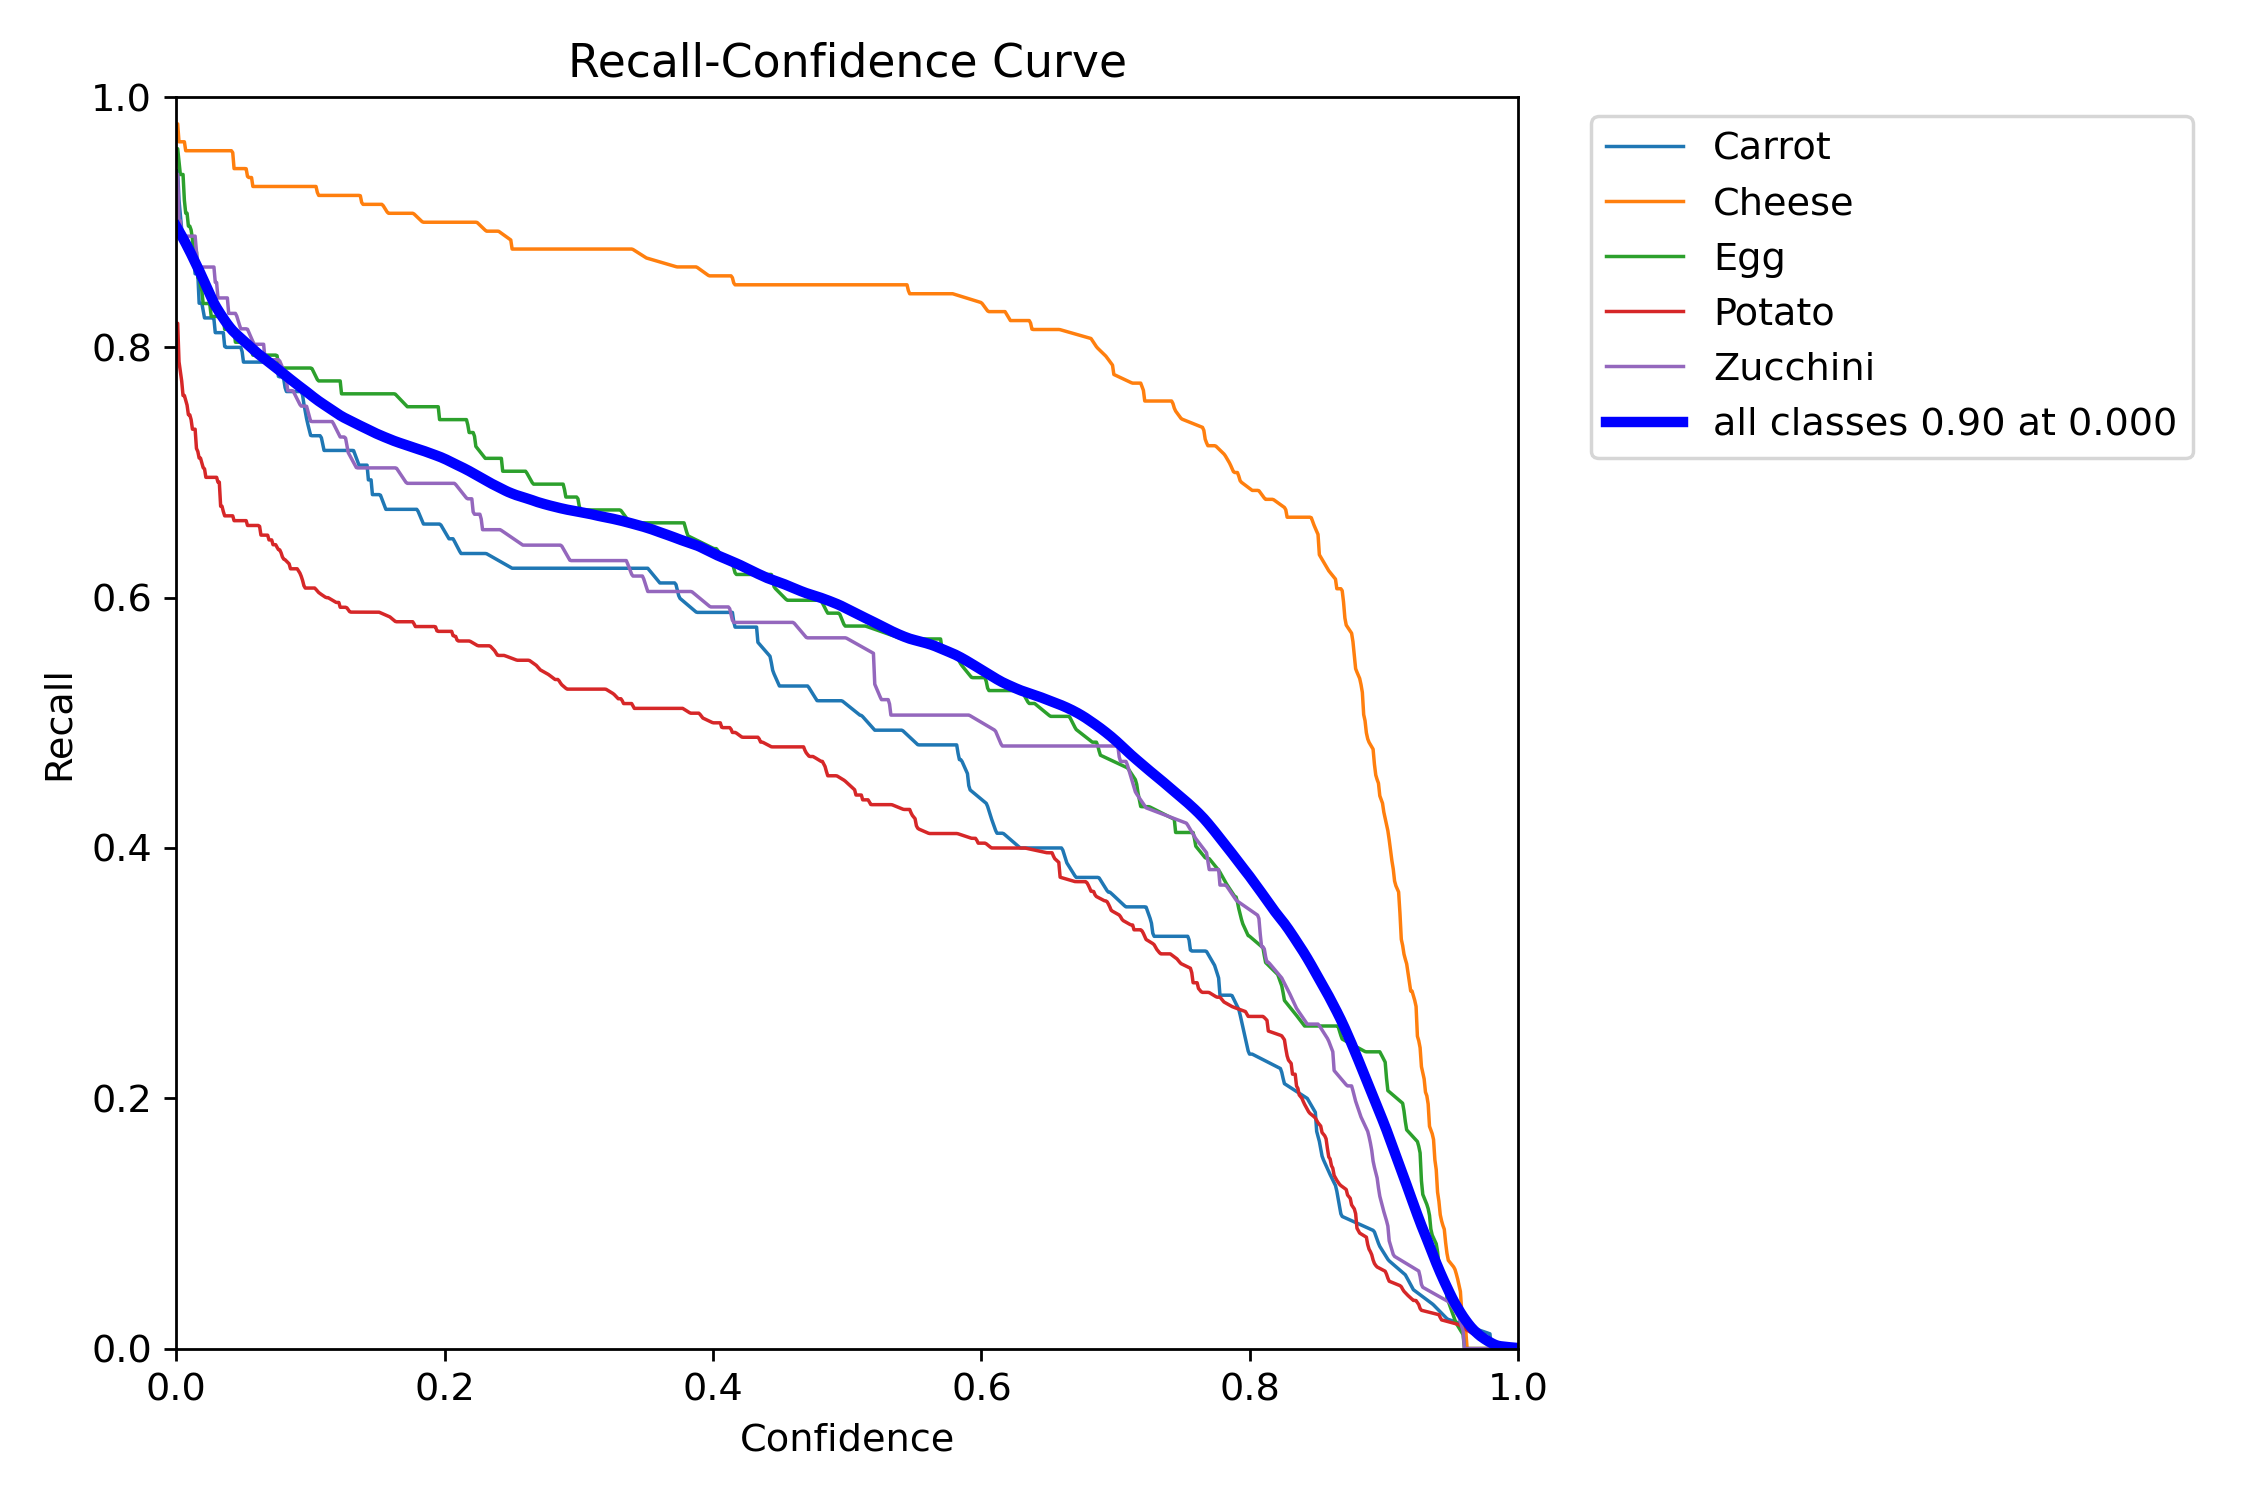 Recall-Confidence Curve
1.0
0.8
0.6
0.4
0.2
0.0
Recall
0.0 0.2 0.4 0.6 0.8 1.0
Confidence
Carrot
Cheese
Egg
Potato
Zucchini
all classes 0.90 at 0.000